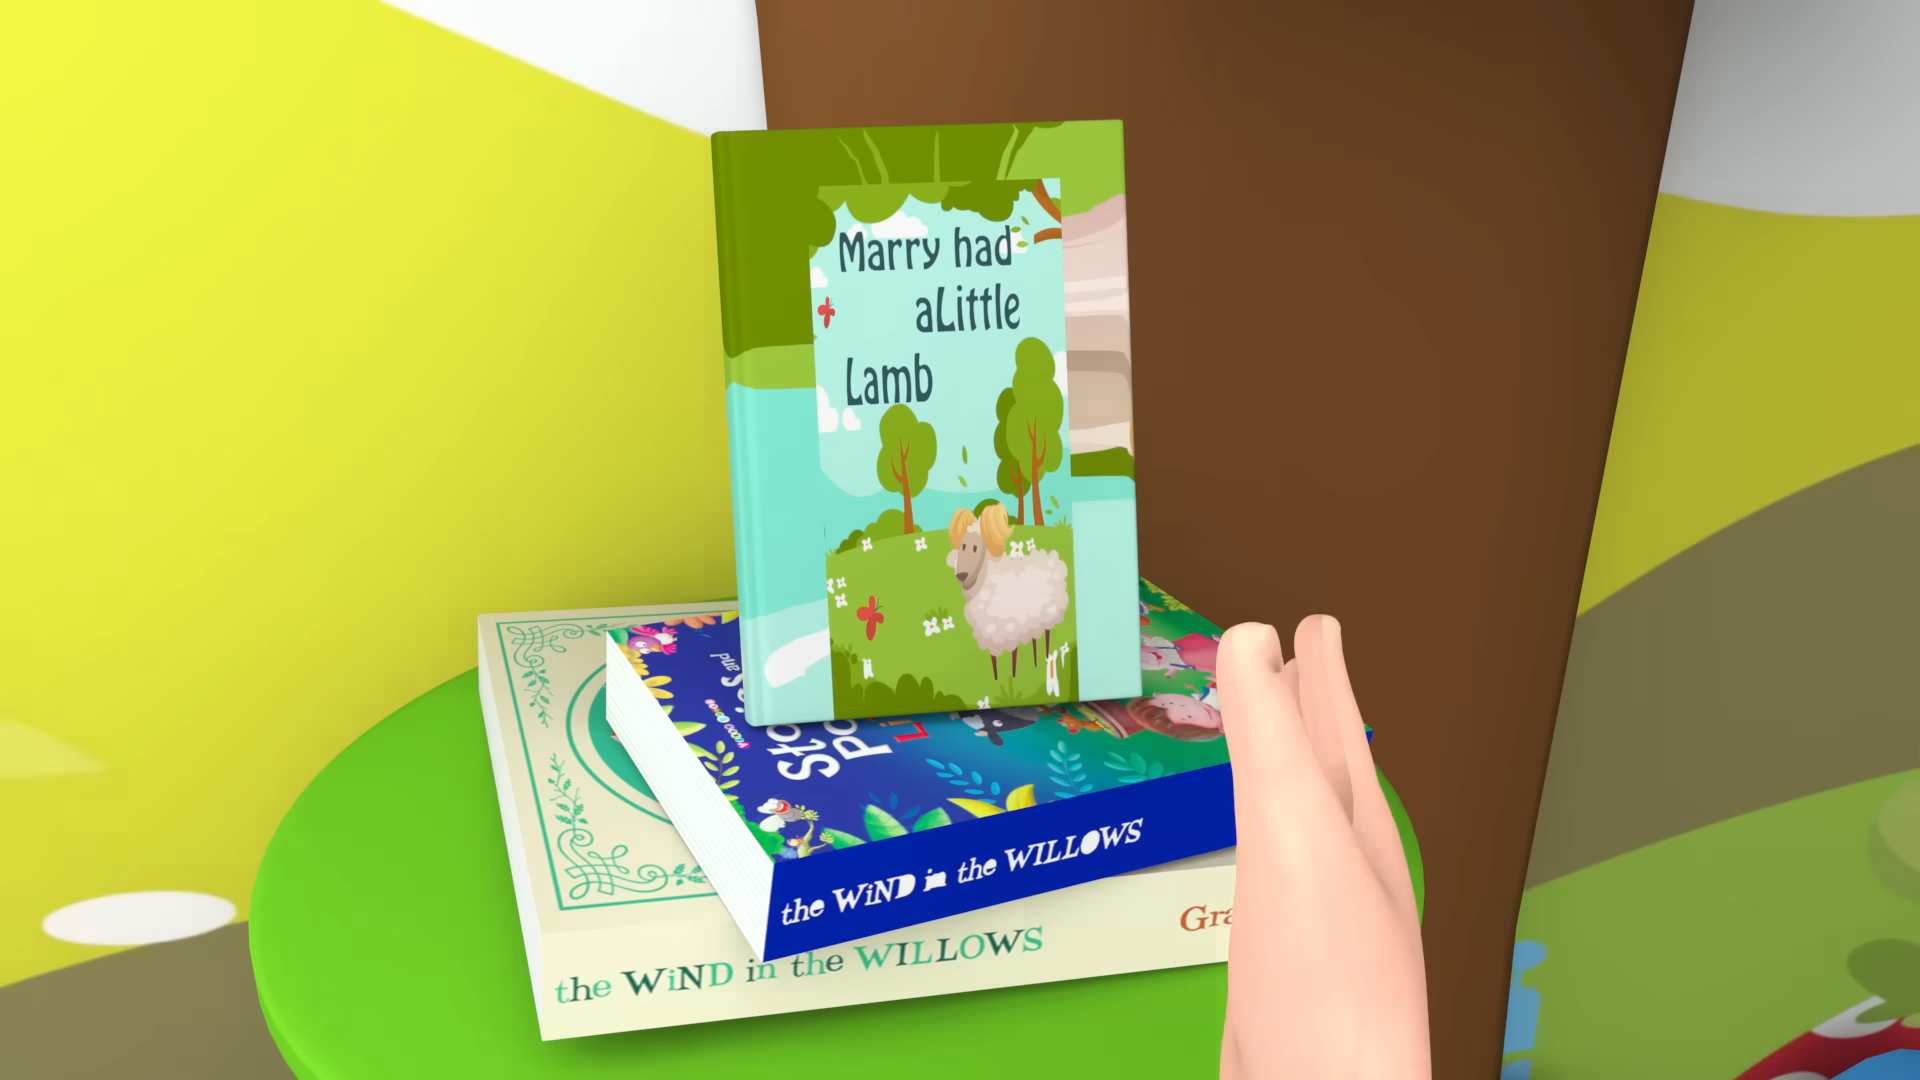 Marry had
aLittle
Lamb
the WiND in the WILLOWS
the WiND in the WILLOWS